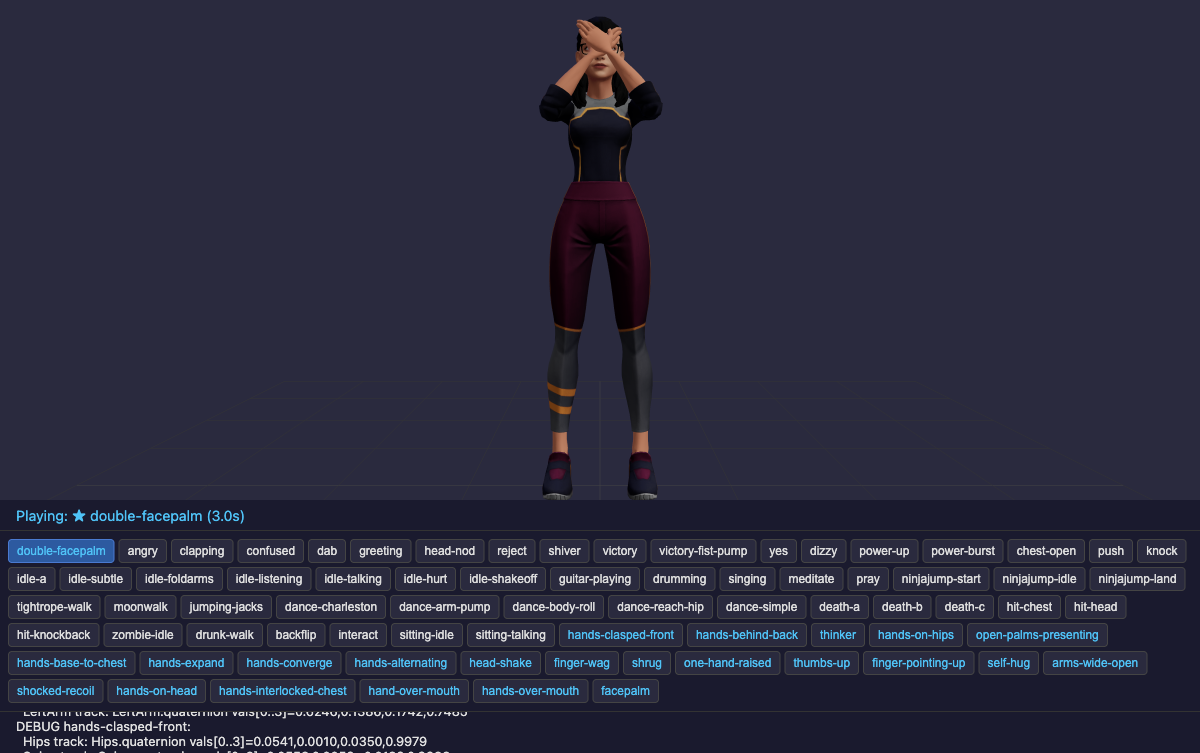 Playing: ★ double-facepalm (3.0s)
double-facepalm angry clapping confused dab greeting head-nod reject shiver victory victory-fist-pump yes dizzy power-up power-burst chest-open push knock
idle-a idle-subtle idle-foldarms idle-listening idle-talking idle-hurt idle-shakeoff guitar-playing drumming singing meditate pray ninjajump-start ninjajump-idle ninjajump-land
tightrope-walk moonwalk jumping-jacks dance-charleston dance-arm-pump dance-body-roll dance-reach-hip dance-simple death-a death-b death-c hit-chest hit-head
hit-knockback zombie-idle drunk-walk backflip interact sitting-idle sitting-talking hands-clasped-front hands-behind-back thinker hands-on-hips open-palms-presenting
hands-base-to-chest hands-expand hands-converge hands-alternating head-shake finger-wag shrug one-hand-raised thumbs-up finger-pointing-up self-hug arms-wide-open
shocked-recoil hands-on-head hands-interlocked-chest hand-over-mouth hands-over-mouth facepalm
LeftArm track: LeftArm.quaternion
DEBUG hands-clasped-front:
Hips track: Hips.quaternion vals[0..3]=0.0541,0.0010,0.0350,0.9979